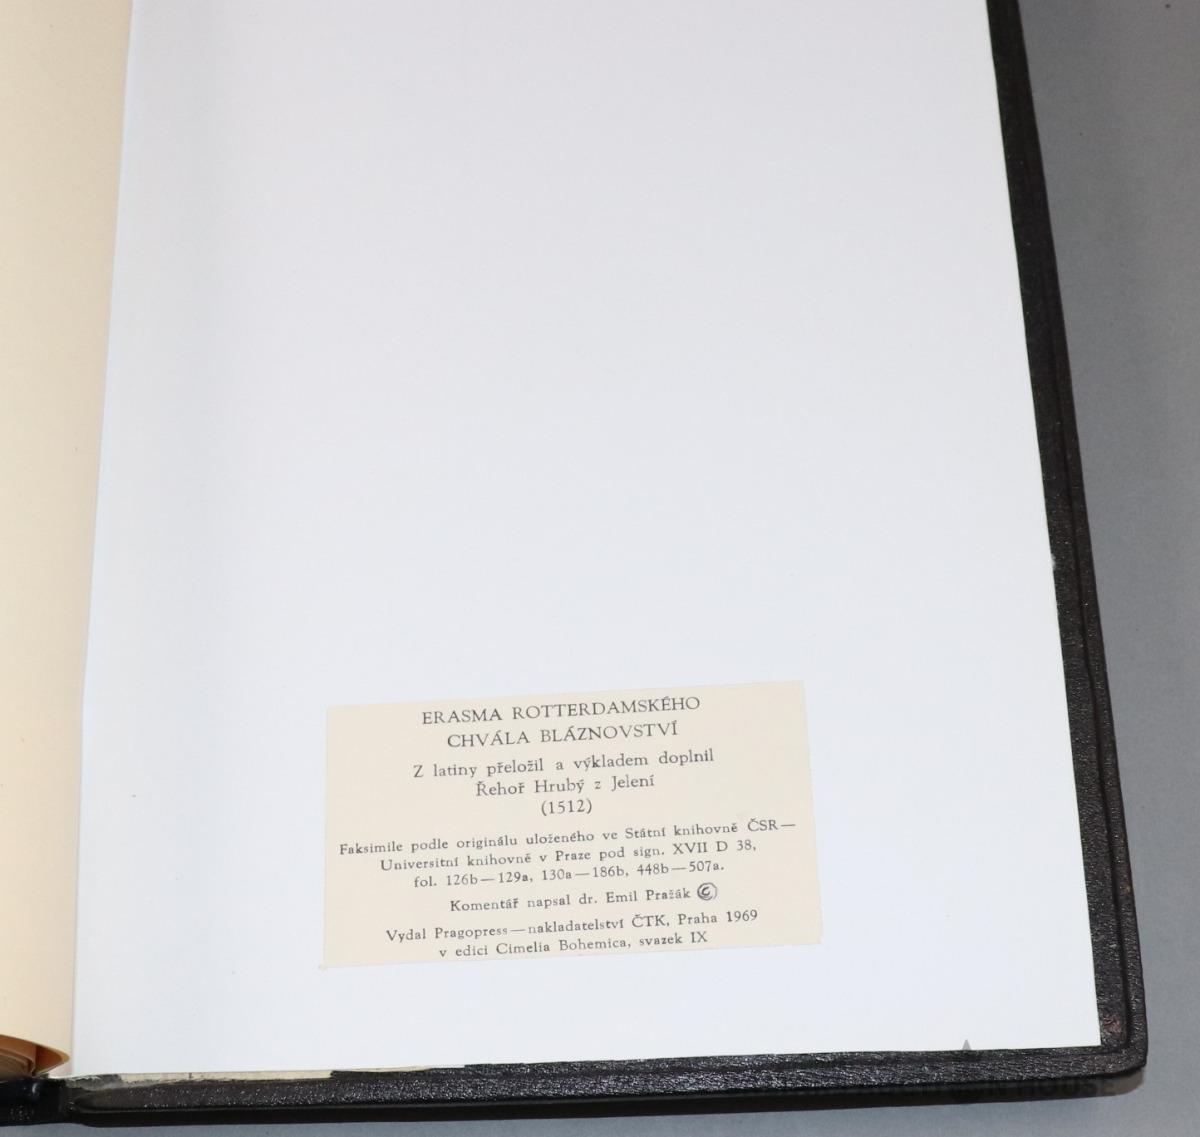 ERASMA ROTTERDAMSKÉHO
CHVÁLA BLÁZNOVSTVÍ
Z latiny přeložil a výkladem doplnil
Řehoř Hrubý z Jelení
(1512)
Faksimile podle originálu uloženého ve Státní knihovně ČSR—
Universitní knihovně v Praze pod sign. XVII D 38,
fol. 126b—129a, 130a—186b, 448b—507a.
Komentář napsal dr. Emil Pražák ©
Vydal Pragopress—nakladatelství ČTK, Praha 1969
v edici Cimelia Bohemica, svazek IX
HOUSE